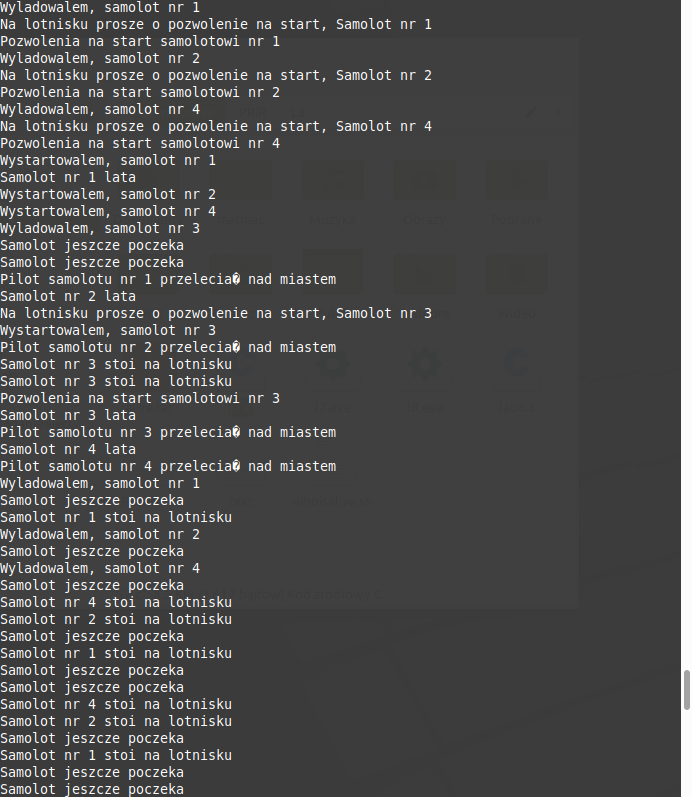 Wyladowalem, samolot nr 1
Na lotnisku prosze o pozwolenie na start, Samolot nr 1
Pozwolenia na start samolotowi nr 1
Wyladowalem, samolot nr 2
Na lotnisku prosze o pozwolenie na start, Samolot nr 2
Pozwolenia na start samolotowi nr 2
Wyladowalem, samolot nr 4
Na lotnisku prosze o pozwolenie na start, Samolot nr 4
Pozwolenia na start samolotowi nr 4
Wystartowalem, samolot nr 1
Samolot nr 1 lata
Wystartowalem, samolot nr 2
Wystartowalem, samolot nr 4
Wyladowalem, samolot nr 3
Samolot jeszcze poczeka
Samolot jeszcze poczeka
Pilot samolotu nr 1 przelecia� nad miastem
Samolot nr 2 lata
Na lotnisku prosze o pozwolenie na start, Samolot nr 3
Wystartowalem, samolot nr 3
Pilot samolotu nr 2 przelecia� nad miastem
Samolot nr 3 stoi na lotnisku
Samolot nr 3 stoi na lotnisku
Pozwolenia na start samolotowi nr 3
Samolot nr 3 lata
Pilot samolotu nr 3 przelecia� nad miastem
Samolot nr 4 lata
Pilot samolotu nr 4 przelecia� nad miastem
Wyladowalem, samolot nr 1
Samolot jeszcze poczeka
Samolot nr 1 stoi na lotnisku
Wyladowalem, samolot nr 2
Samolot jeszcze poczeka
Wyladowalem, samolot nr 4
Samolot jeszcze poczeka
Samolot nr 4 stoi na lotnisku
Samolot nr 2 stoi na lotnisku
Samolot jeszcze poczeka
Samolot nr 1 stoi na lotnisku
Samolot jeszcze poczeka
Samolot jeszcze poczeka
Samolot nr 4 stoi na lotnisku
Samolot nr 2 stoi na lotnisku
Samolot jeszcze poczeka
Samolot nr 1 stoi na lotnisku
Samolot jeszcze poczeka
Samolot jeszcze poczeka